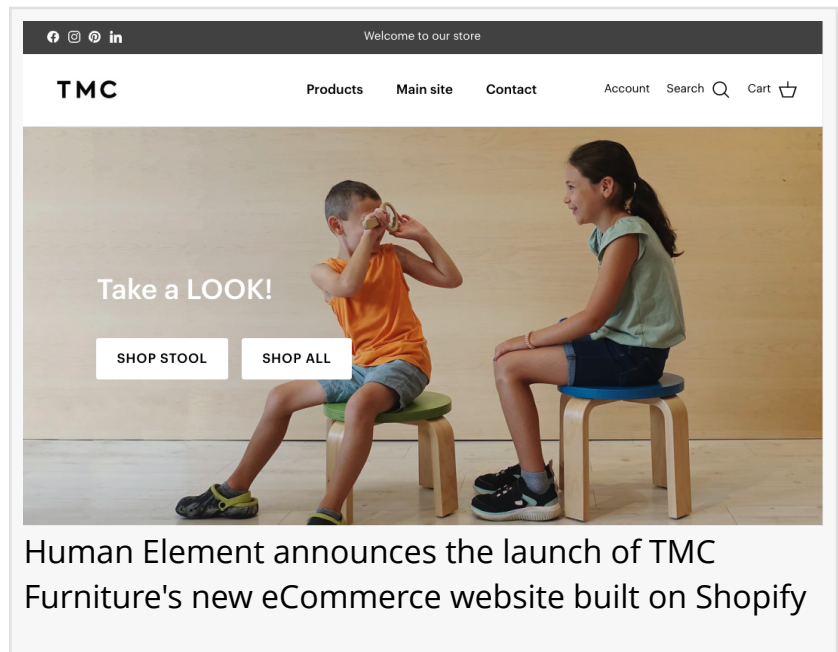 Welcome to our store
TMC
Products Main site Contact Account Search Cart
Take a LOOK!
SHOP STOOL SHOP ALL
Human Element announces the launch of TMC
Furniture's new eCommerce website built on Shopify